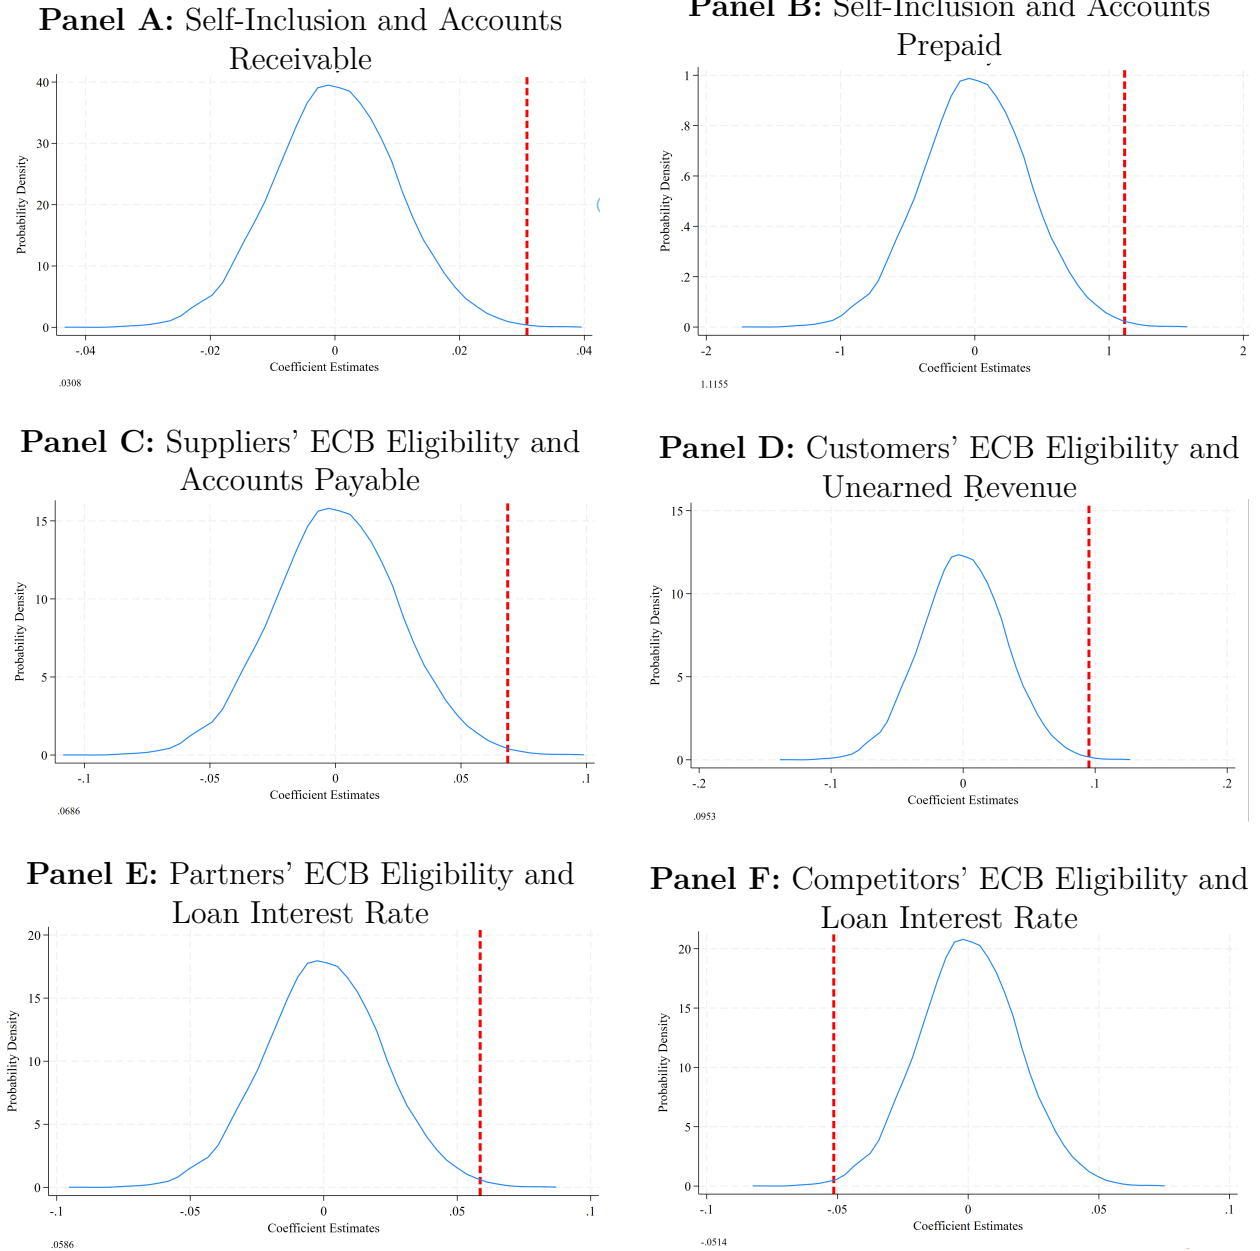 Panel A: Self-Inclusion and Accounts
Receivable
40
30
20
10
0
Probability Density
-.04
-.02
0
.02
.04
Coefficient Estimates
.0308
Panel B: Self-Inclusion and Accounts
Prepaid
1
.8
.6
.4
.2
0
Probability Density
-2
-1
0
1
2
Coefficient Estimates
1.1155
Panel C: Suppliers’ ECB Eligibility and
Accounts Payable
15
10
5
0
Probability Density
-.1
-.05
0
.05
.1
Coefficient Estimates
.0686
Panel D: Customers’ ECB Eligibility and
Unearned Revenue
15
10
5
0
Probability Density
-.2
-.1
0
.1
.2
Coefficient Estimates
.0953
Panel E: Partners’ ECB Eligibility and
Loan Interest Rate
20
15
10
5
0
Probability Density
-.1
-.05
0
.05
.1
Coefficient Estimates
.0586
Panel F: Competitors’ ECB Eligibility and
Loan Interest Rate
20
15
10
5
0
Probability Density
-.1
-.05
0
.05
.1
Coefficient Estimates
-.0514